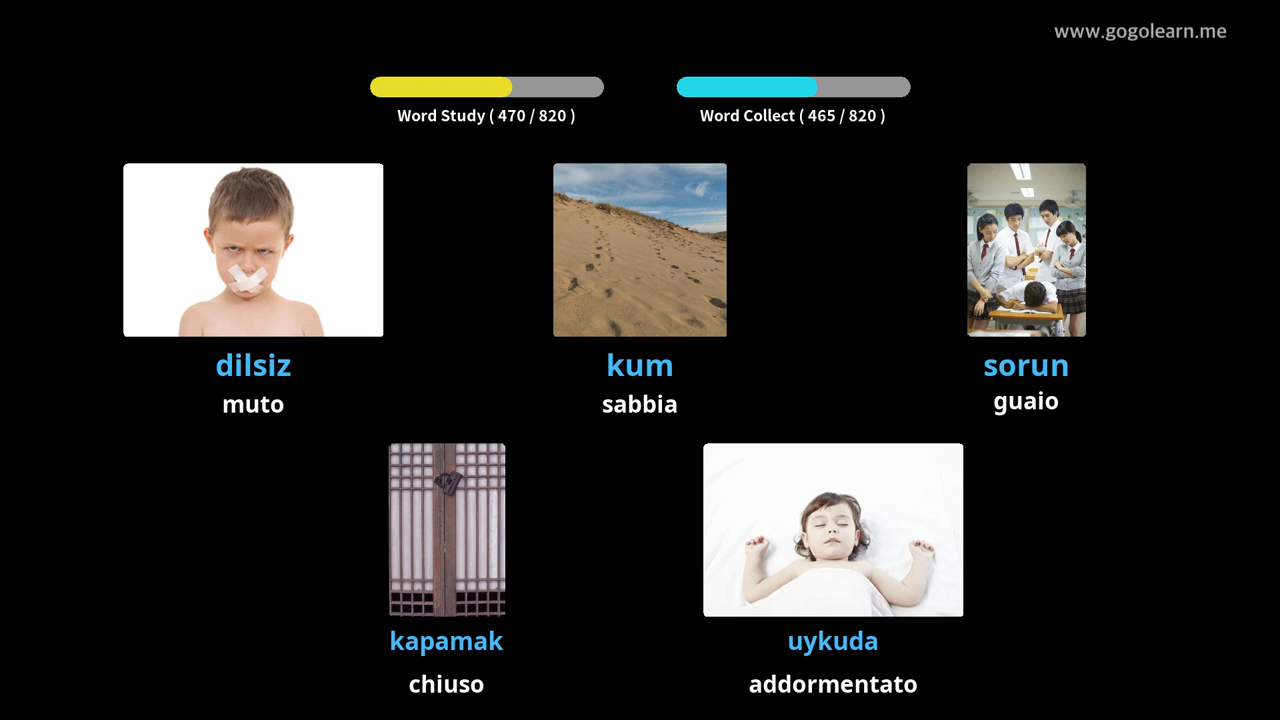 www.gogolearn.me
Word Study ( 470 / 820 )
Word Collect ( 465 / 820 )
dilsiz
muto
kum
sabbia
sorun
guaio
kapamak
chiuso
uykuda
addormentato